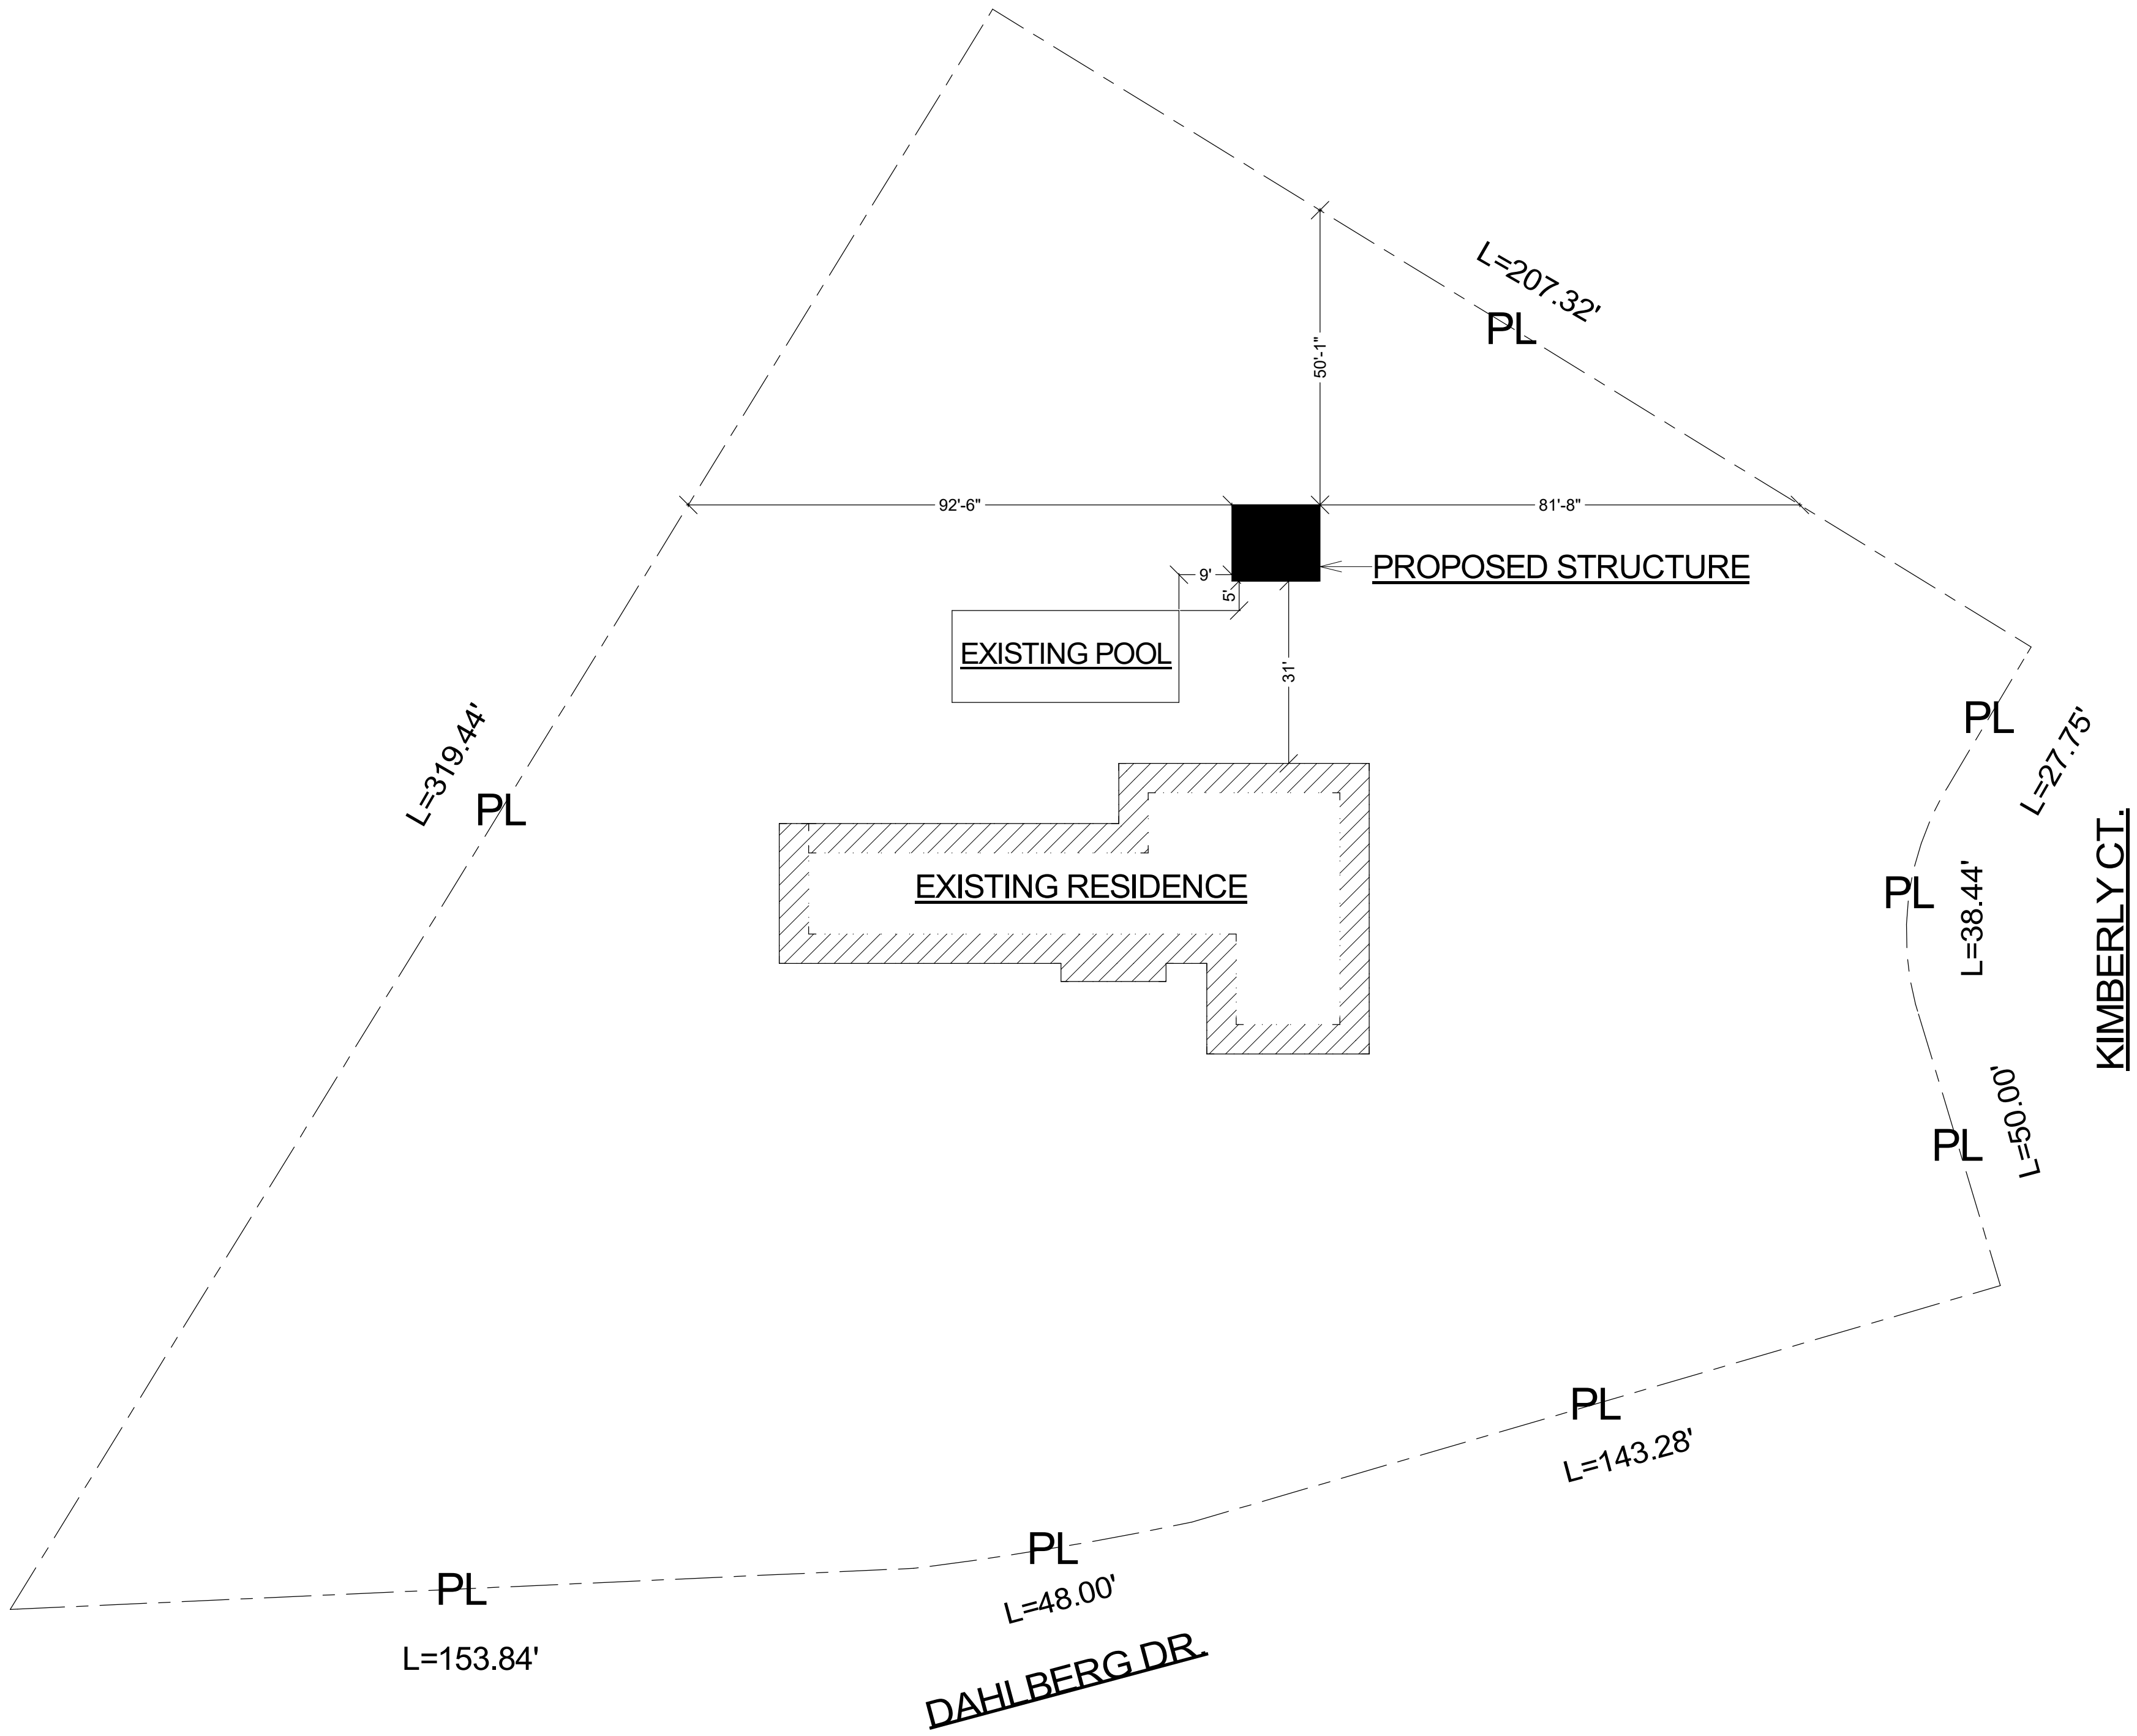 L=207.32'
PL
50'-1"
92'-6"
81'-8"
PROPOSED STRUCTURE
9'
5'
EXISTING POOL
31'
L=319.44'
PL
PL
L=27.75'
EXISTING RESIDENCE
PL
L=38.44'
KIMBERLY CT.
PL
L=50.00'
PL
L=143.28'
PL
L=48.00'
PL
L=153.84'
DAHLBERG DR.